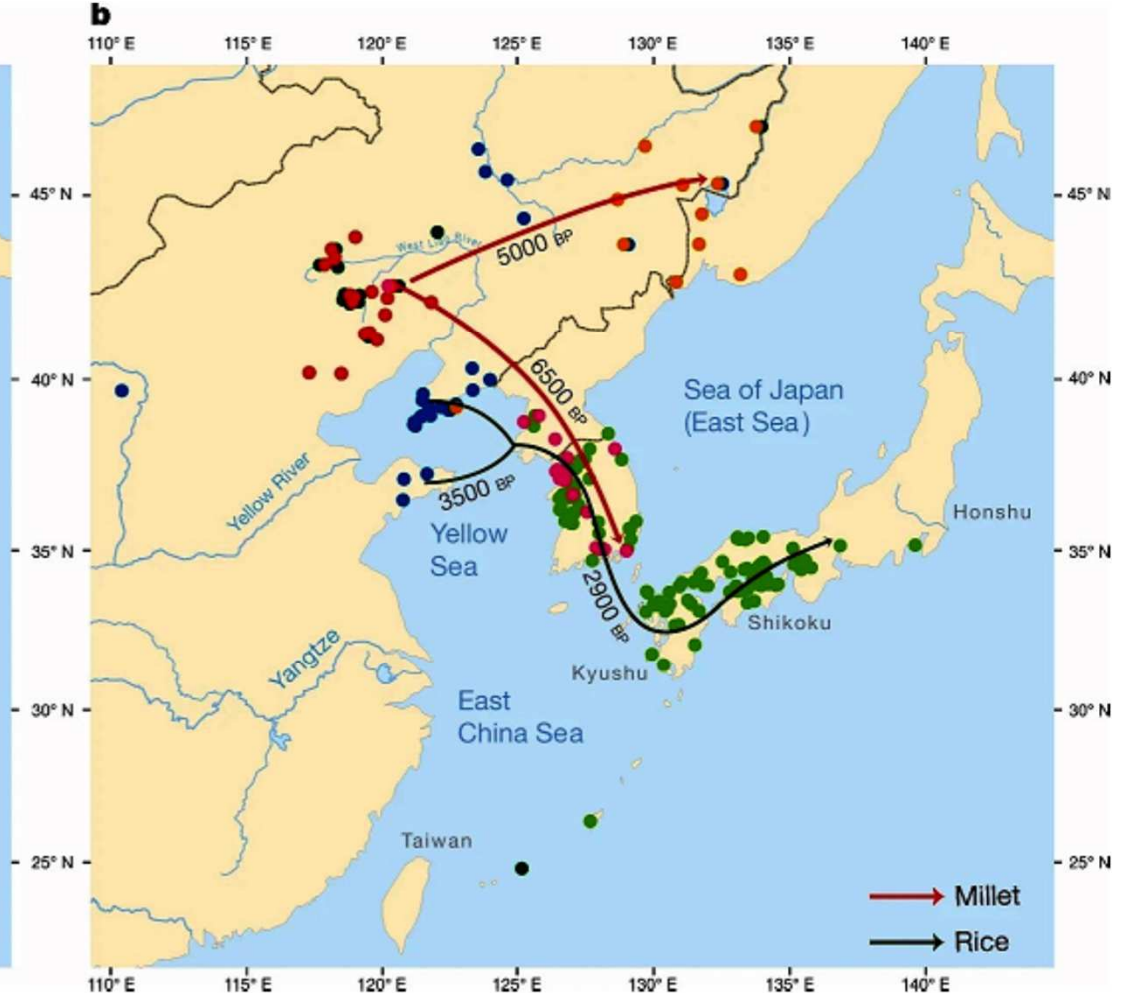 b
110° E 115° E 120° E 125° E 130° E 135° E 140° E
45° N 45° N
West Liao River
5000 BP
6500 BP
40° N 40° N
Sea of Japan
(East Sea)
Yellow River
3500 BP
Honshu
Yellow
Sea
35° N 35° N
2900 BP
Shikoku
Yangtze
Kyushu
East
China Sea
30° N 30° N
Taiwan
25° N 25° N
Millet
Rice
110° E 115° E 120° E 125° E 130° E 135° E 140° E